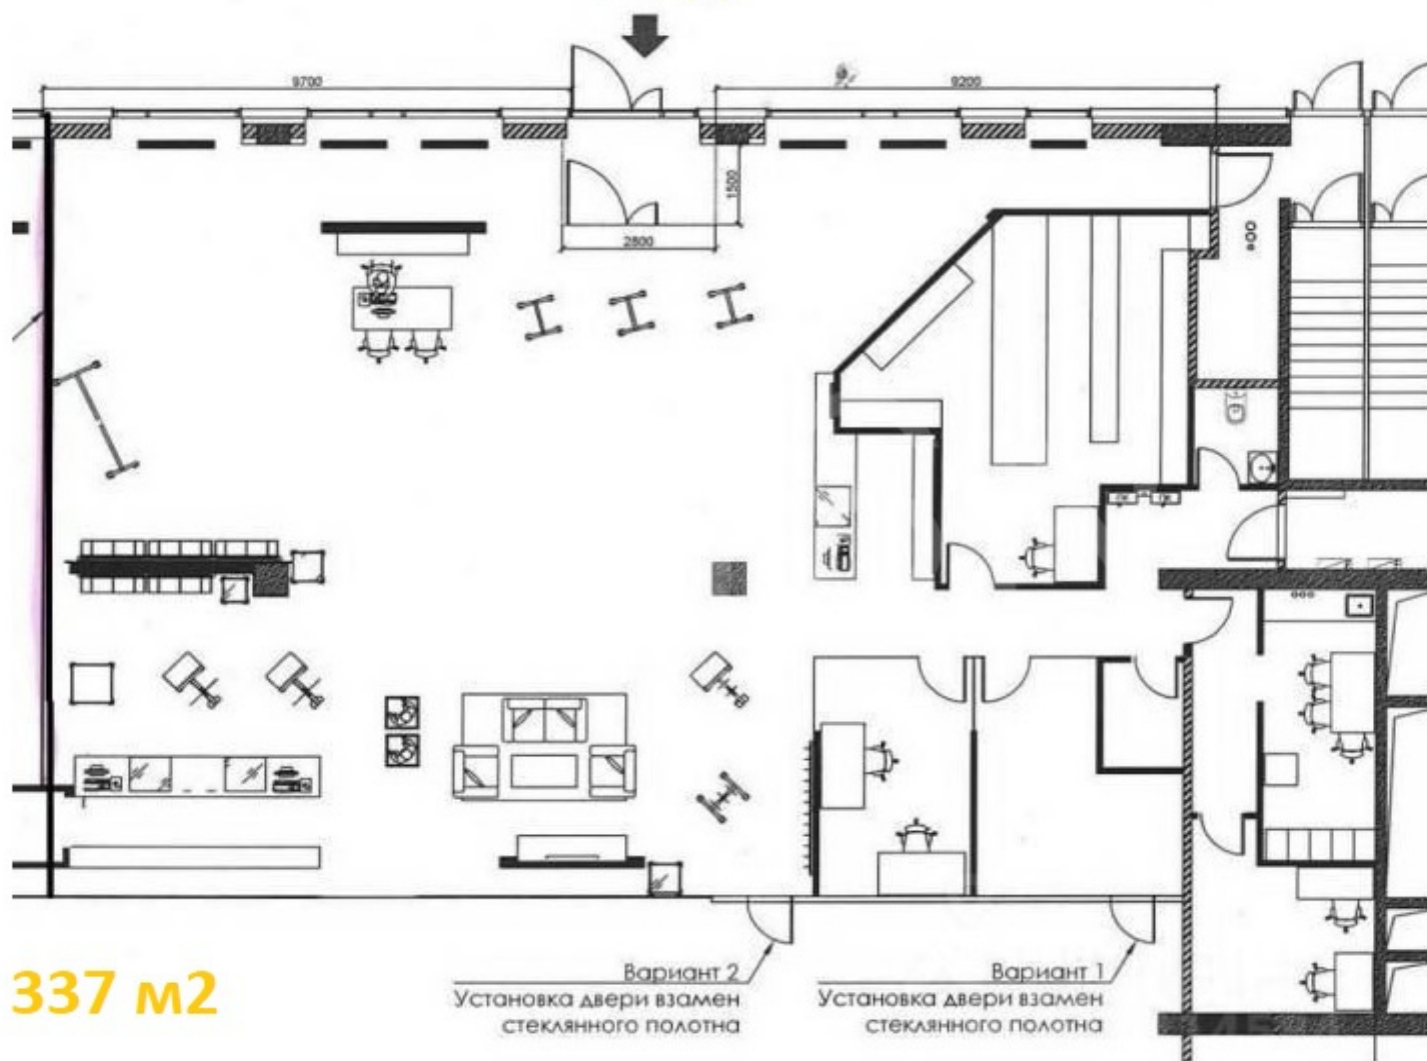 9700
9200
1500
2800
337 м2
Вариант 2
Установка двери взамен
стеклянного полотна
Вариант 1
Установка двери взамен
стеклянного полотна